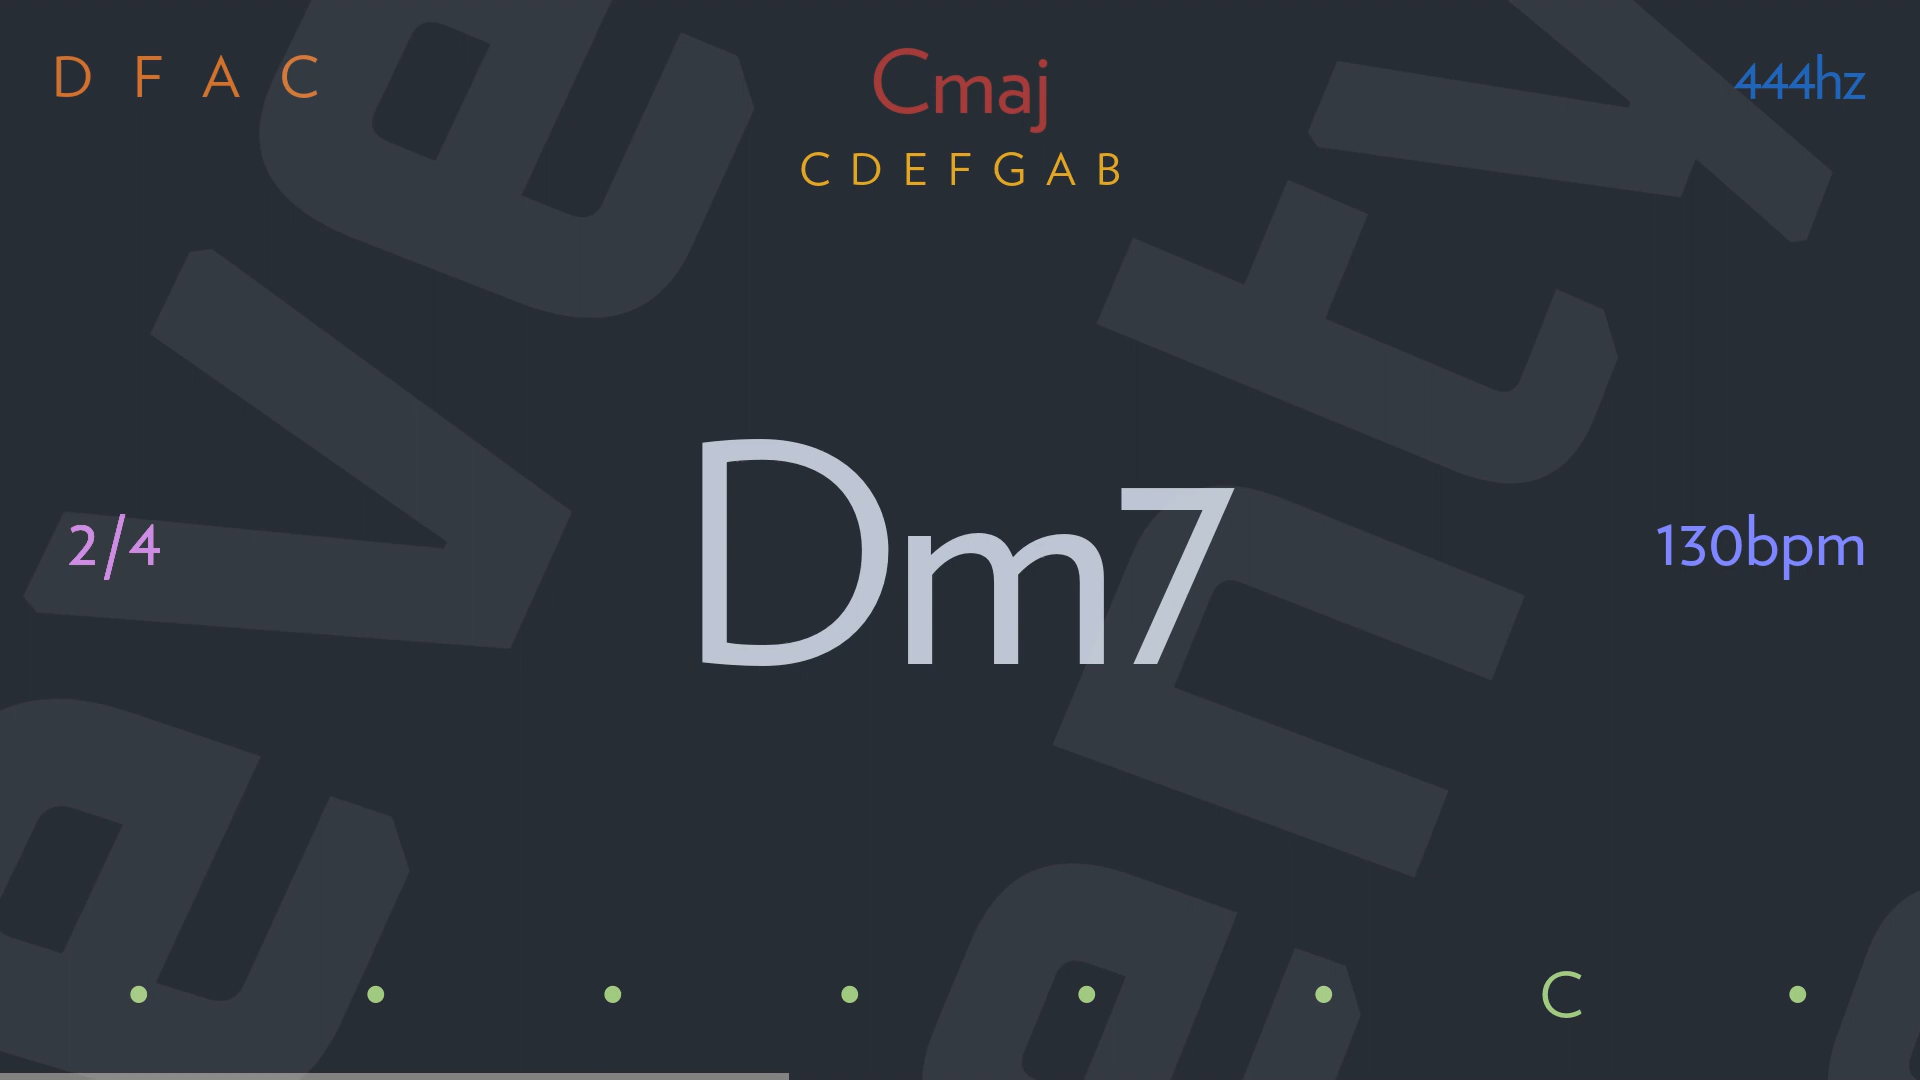 D F A C
Cmaj
444hz
C D E F G A B
2/4
Dm7
130bpm
C